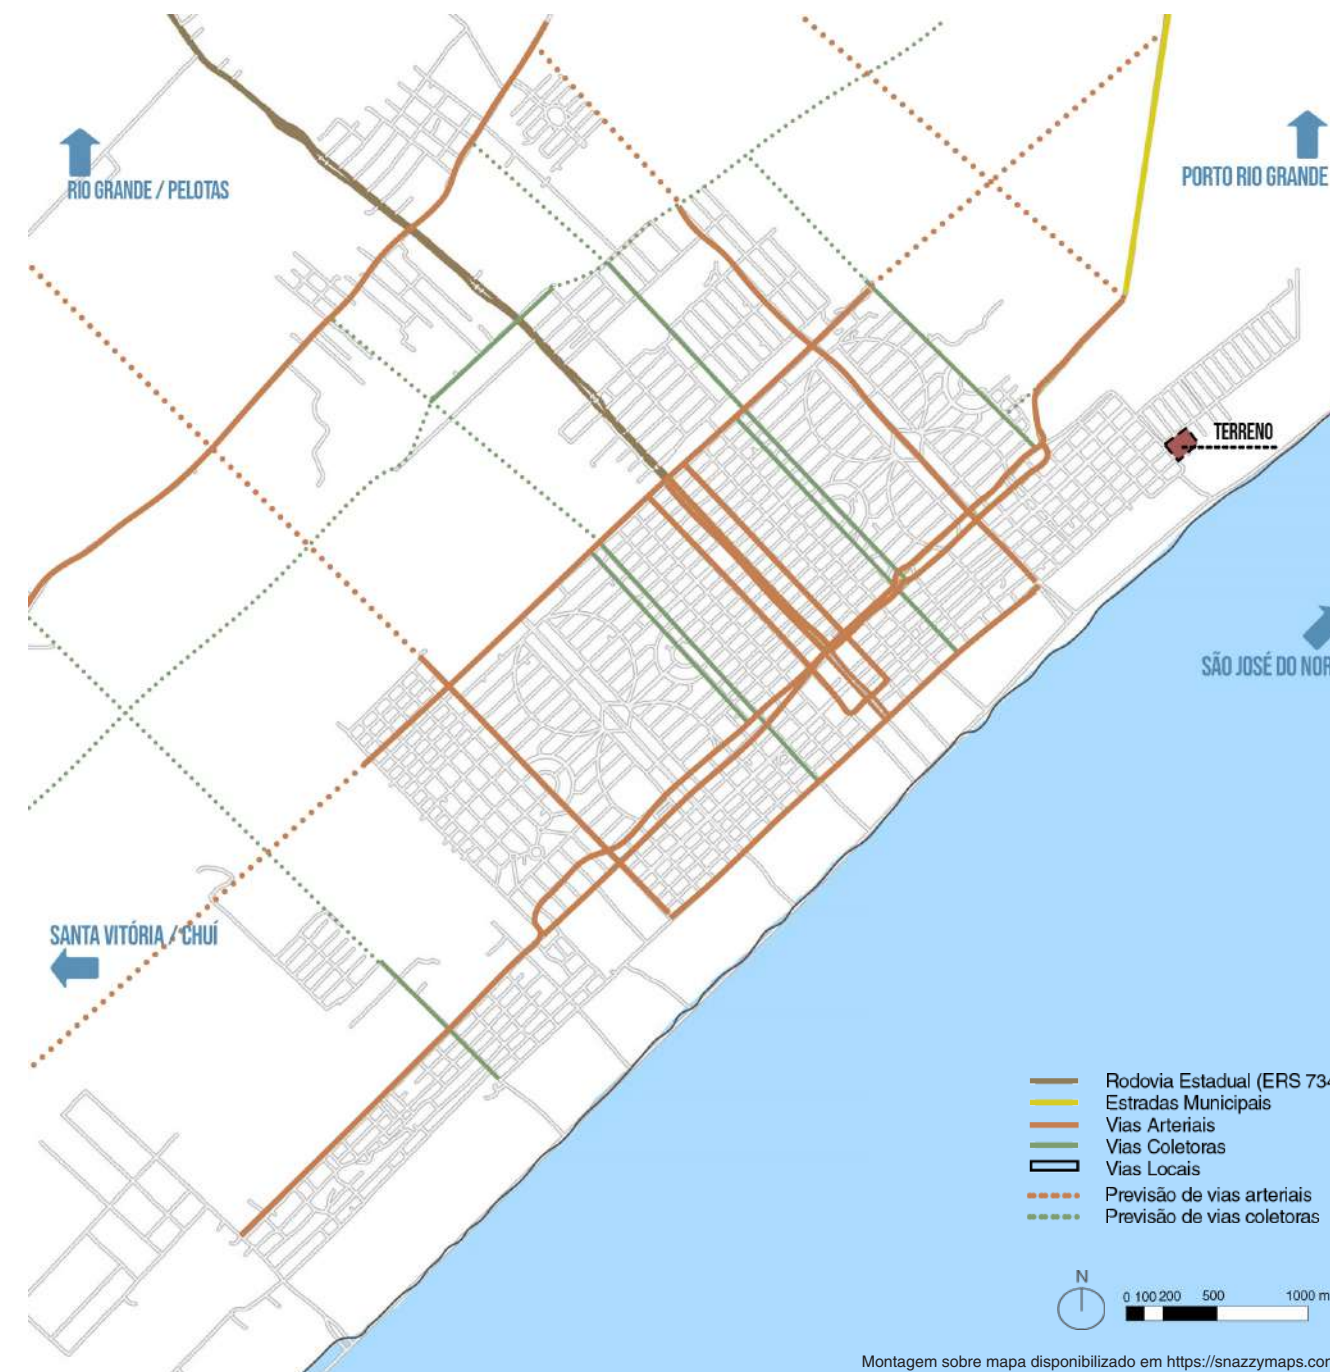 RIO GRANDE / PELOTAS
PORTO RIO GRANDE
TERRENO
SÃO JOSÉ DO NOR
SANTA VITÓRIA / CHUÍ
Rodovia Estadual (ERS 734
Estradas Municipais
Vias Arteriais
Vias Coletoras
Vias Locais
Previsão de vias arteriais
Previsão de vias coletoras
N
0 100 200 500 1000 m
Montagem sobre mapa disponibilizado em https://snazzymaps.com